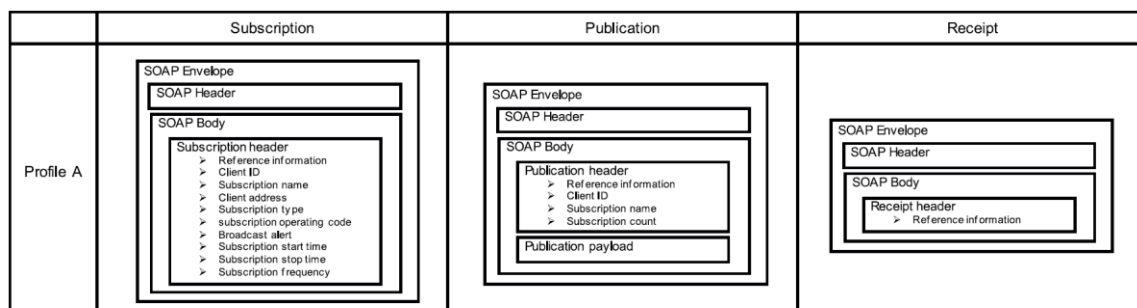 Subscription
Publication
Receipt
Profile A
SOAP Envelope
SOAP Header
SOAP Body
Subscription header
➢ Reference information
➢ Client ID
➢ Subscription name
➢ Client address
➢ Subscription type
➢ subscription operating code
➢ Broadcast alert
➢ Subscription start time
➢ Subscription stop time
➢ Subscription frequency
SOAP Envelope
SOAP Header
SOAP Body
Publication header
➢ Reference information
➢ Client ID
➢ Subscription name
➢ Subscription count
Publication payload
SOAP Envelope
SOAP Header
SOAP Body
Receipt header
➢ Reference information